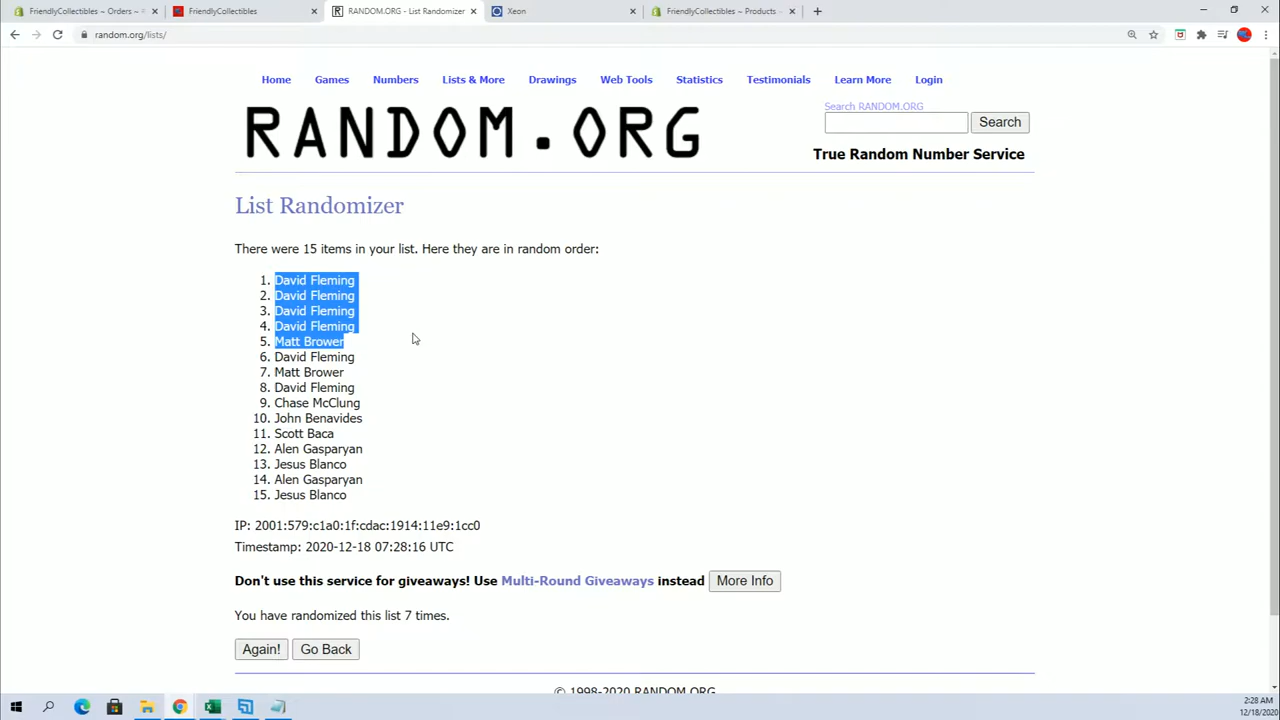 FriendlyCollectibles ~ Orders ~
FriendlyCollectibles
RANDOM.ORG - List Randomizer
Xeon
FriendlyCollectibles ~ Products ~
random.org/lists/
Home Games Numbers Lists & More Drawings Web Tools Statistics Testimonials Learn More Login
RANDOM.ORG
Search RANDOM.ORG
Search
True Random Number Service
List Randomizer
There were 15 items in your list. Here they are in random order:
1. David Fleming
2. David Fleming
3. David Fleming
4. David Fleming
5. Matt Brower
6. David Fleming
7. Matt Brower
8. David Fleming
9. Chase McClung
10. John Benavides
11. Scott Baca
12. Alen Gasparyan
13. Jesus Blanco
14. Alen Gasparyan
15. Jesus Blanco
IP: 2001:579:c1a0:1f:cdac:1914:11e9:1cc0
Timestamp: 2020-12-18 07:28:16 UTC
Don't use this service for giveaways! Use Multi-Round Giveaways instead More Info
You have randomized this list 7 times.
Again! Go Back
© 1998-2020 RANDOM.ORG
2:28 AM
12/18/2020